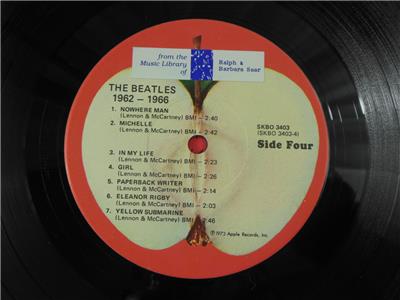 from the
Music Library
of
Ralph &
Barbara Sear
THE BEATLES
1962 – 1966
1. NOWHERE MAN
(Lennon & McCartney) BMI – 2:40
2. MICHELLE
(Lennon & McCartney) BMI – 2:42
3. IN MY LIFE
(Lennon & McCartney) BMI – 2:23
4. GIRL
(Lennon & McCartney) BMI – 2:26
5. PAPERBACK WRITER
(Lennon & McCartney) BMI – 2:14
6. ELEANOR RIGBY
(Lennon & McCartney) BMI – 2:03
7. YELLOW SUBMARINE
(Lennon & McCartney) BMI – 2:46
SKBO 3403
(SKBO 3403-4)
Side Four
℗1973 Apple Records, Inc.